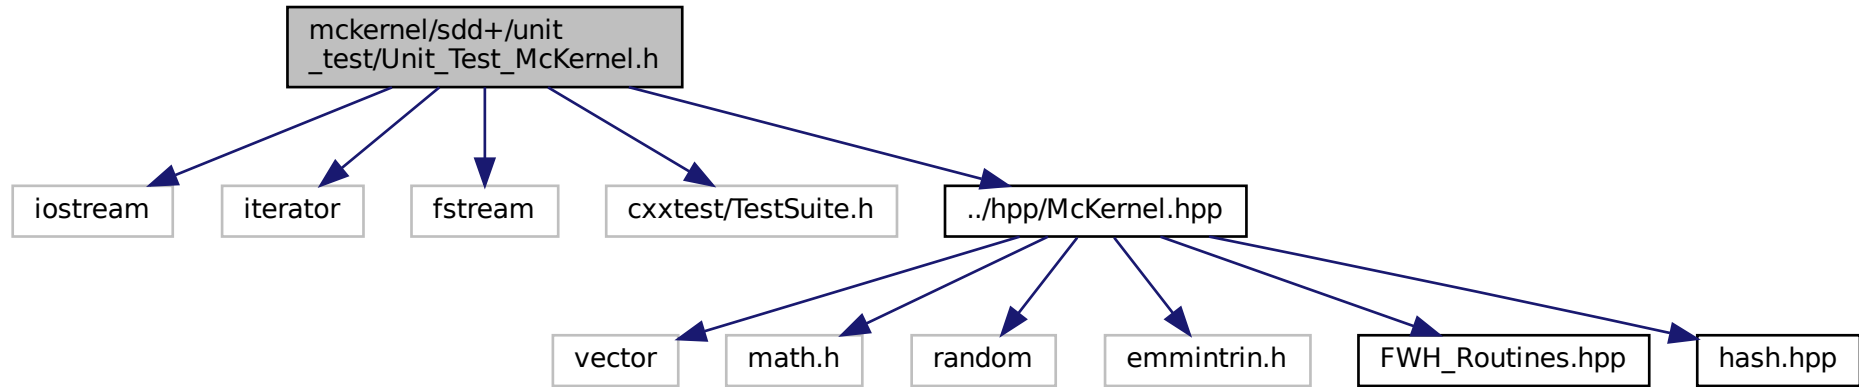 mckernel/sdd+/unit
_test/Unit_Test_McKernel.h
iostream
iterator
fstream
cxxtest/TestSuite.h
../hpp/McKernel.hpp
vector
math.h
random
emmintrin.h
FWH_Routines.hpp
hash.hpp